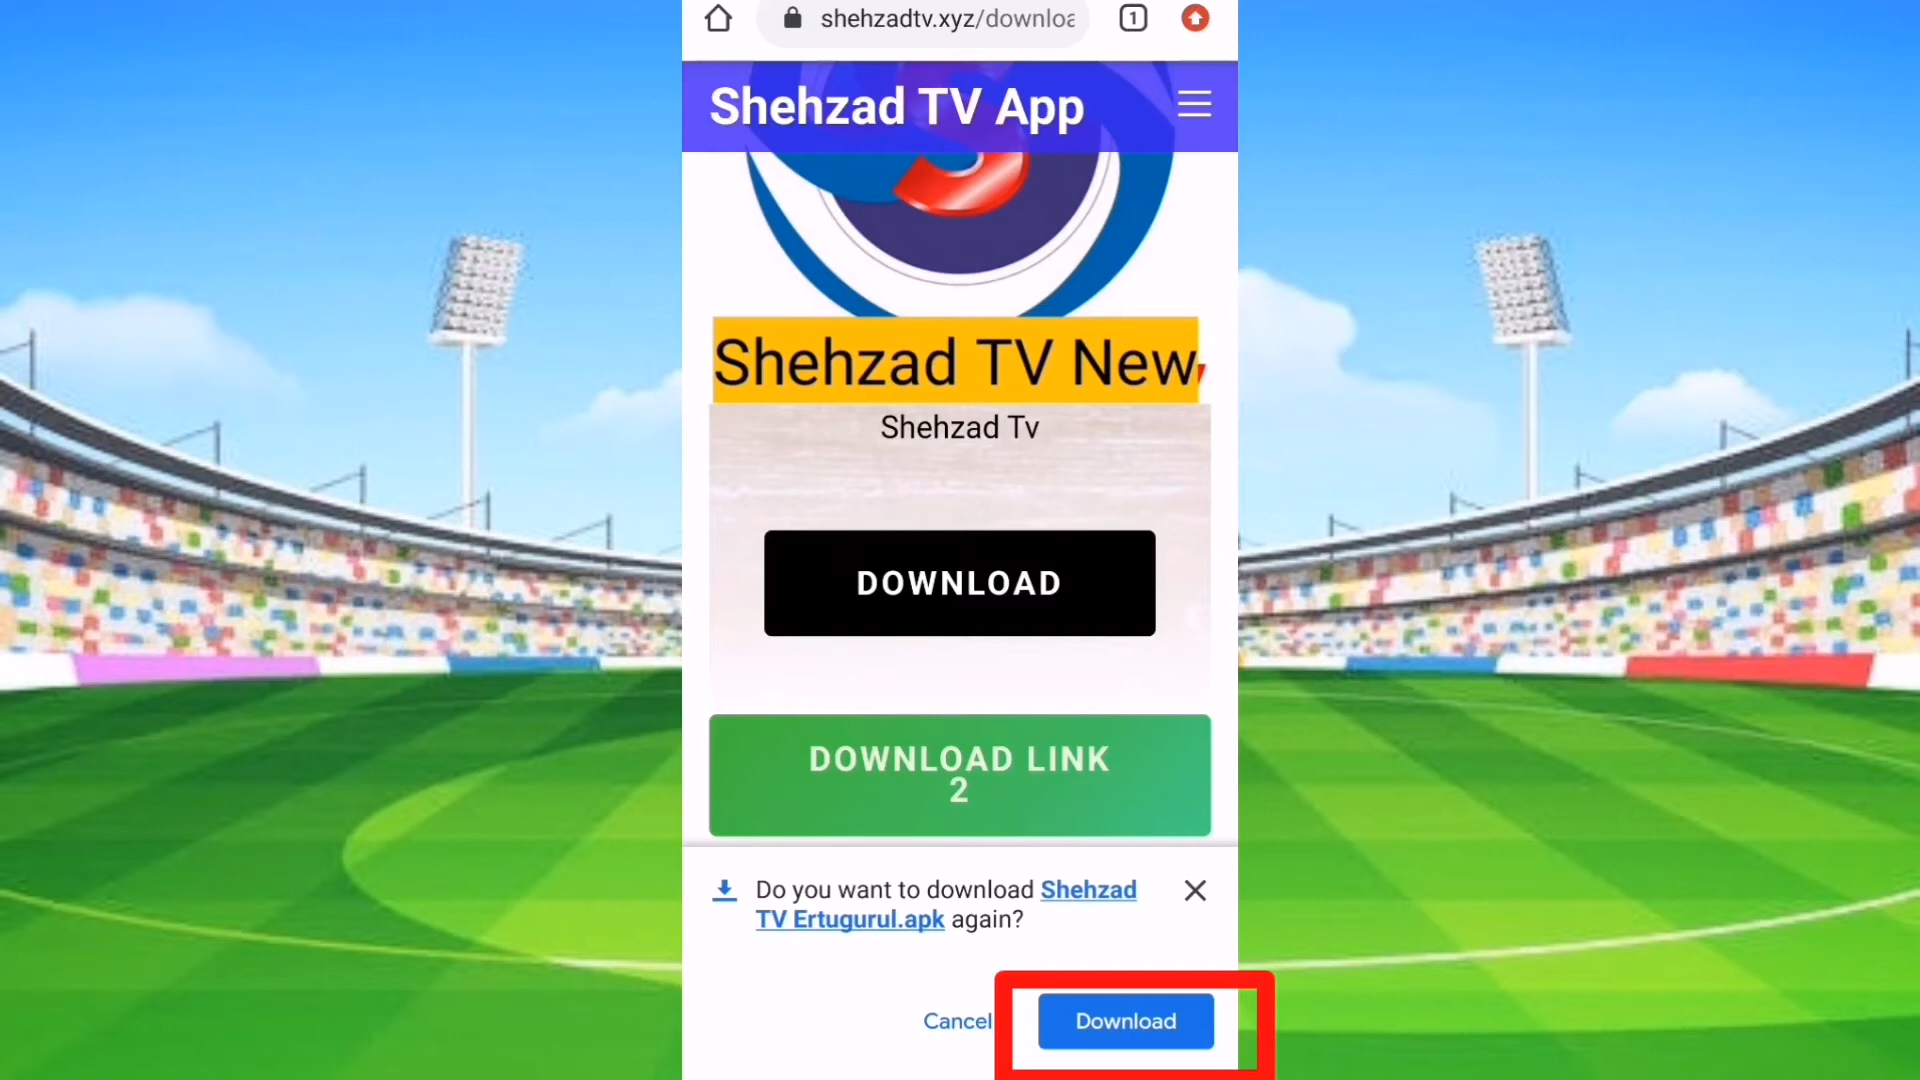 shehzadtv.xyz/downloa
1
Shehzad TV App
S
Shehzad TV New
Shehzad Tv
DOWNLOAD
DOWNLOAD LINK
2
Do you want to download Shehzad
TV Ertugurul.apk again?
Cancel
Download